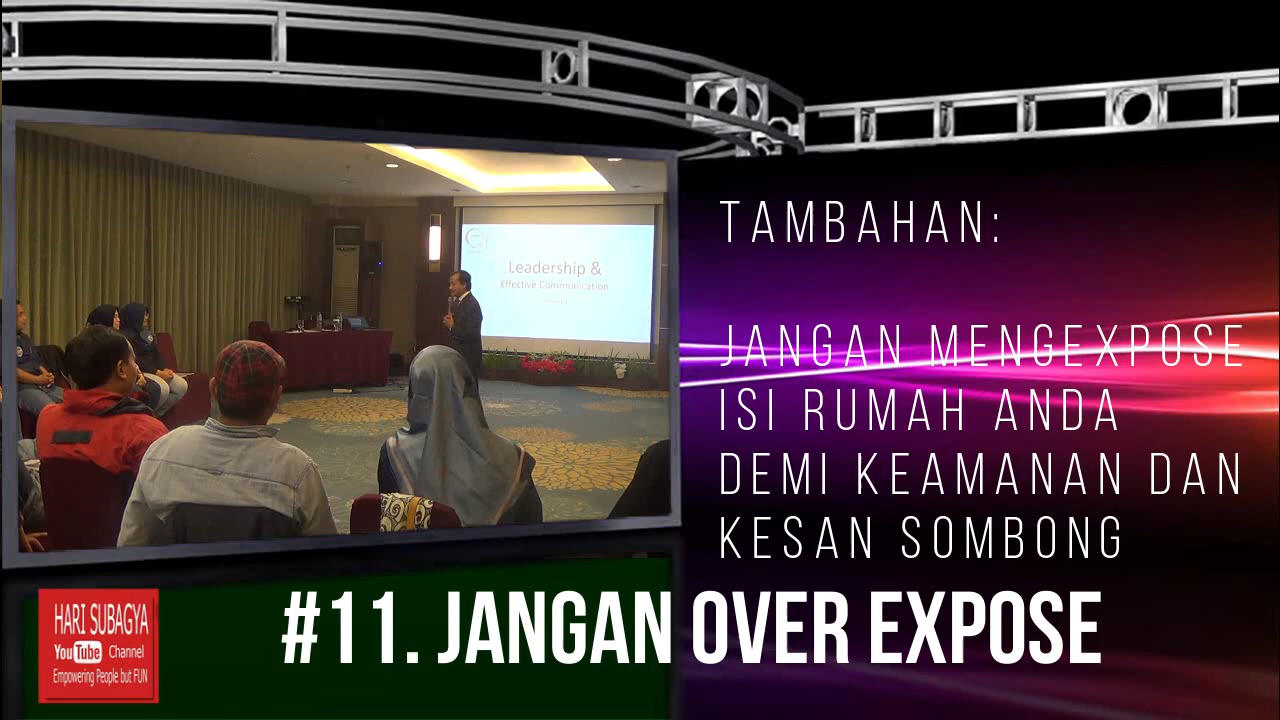 Leadership &
Effective Communication
TAMBAHAN:
JANGAN MENGEXPOSE
ISI RUMAH ANDA
DEMI KEAMANAN DAN
KESAN SOMBONG
#11. JANGAN OVER EXPOSE
HARI SUBAGYA
YouTube Channel
Empowering People but FUN